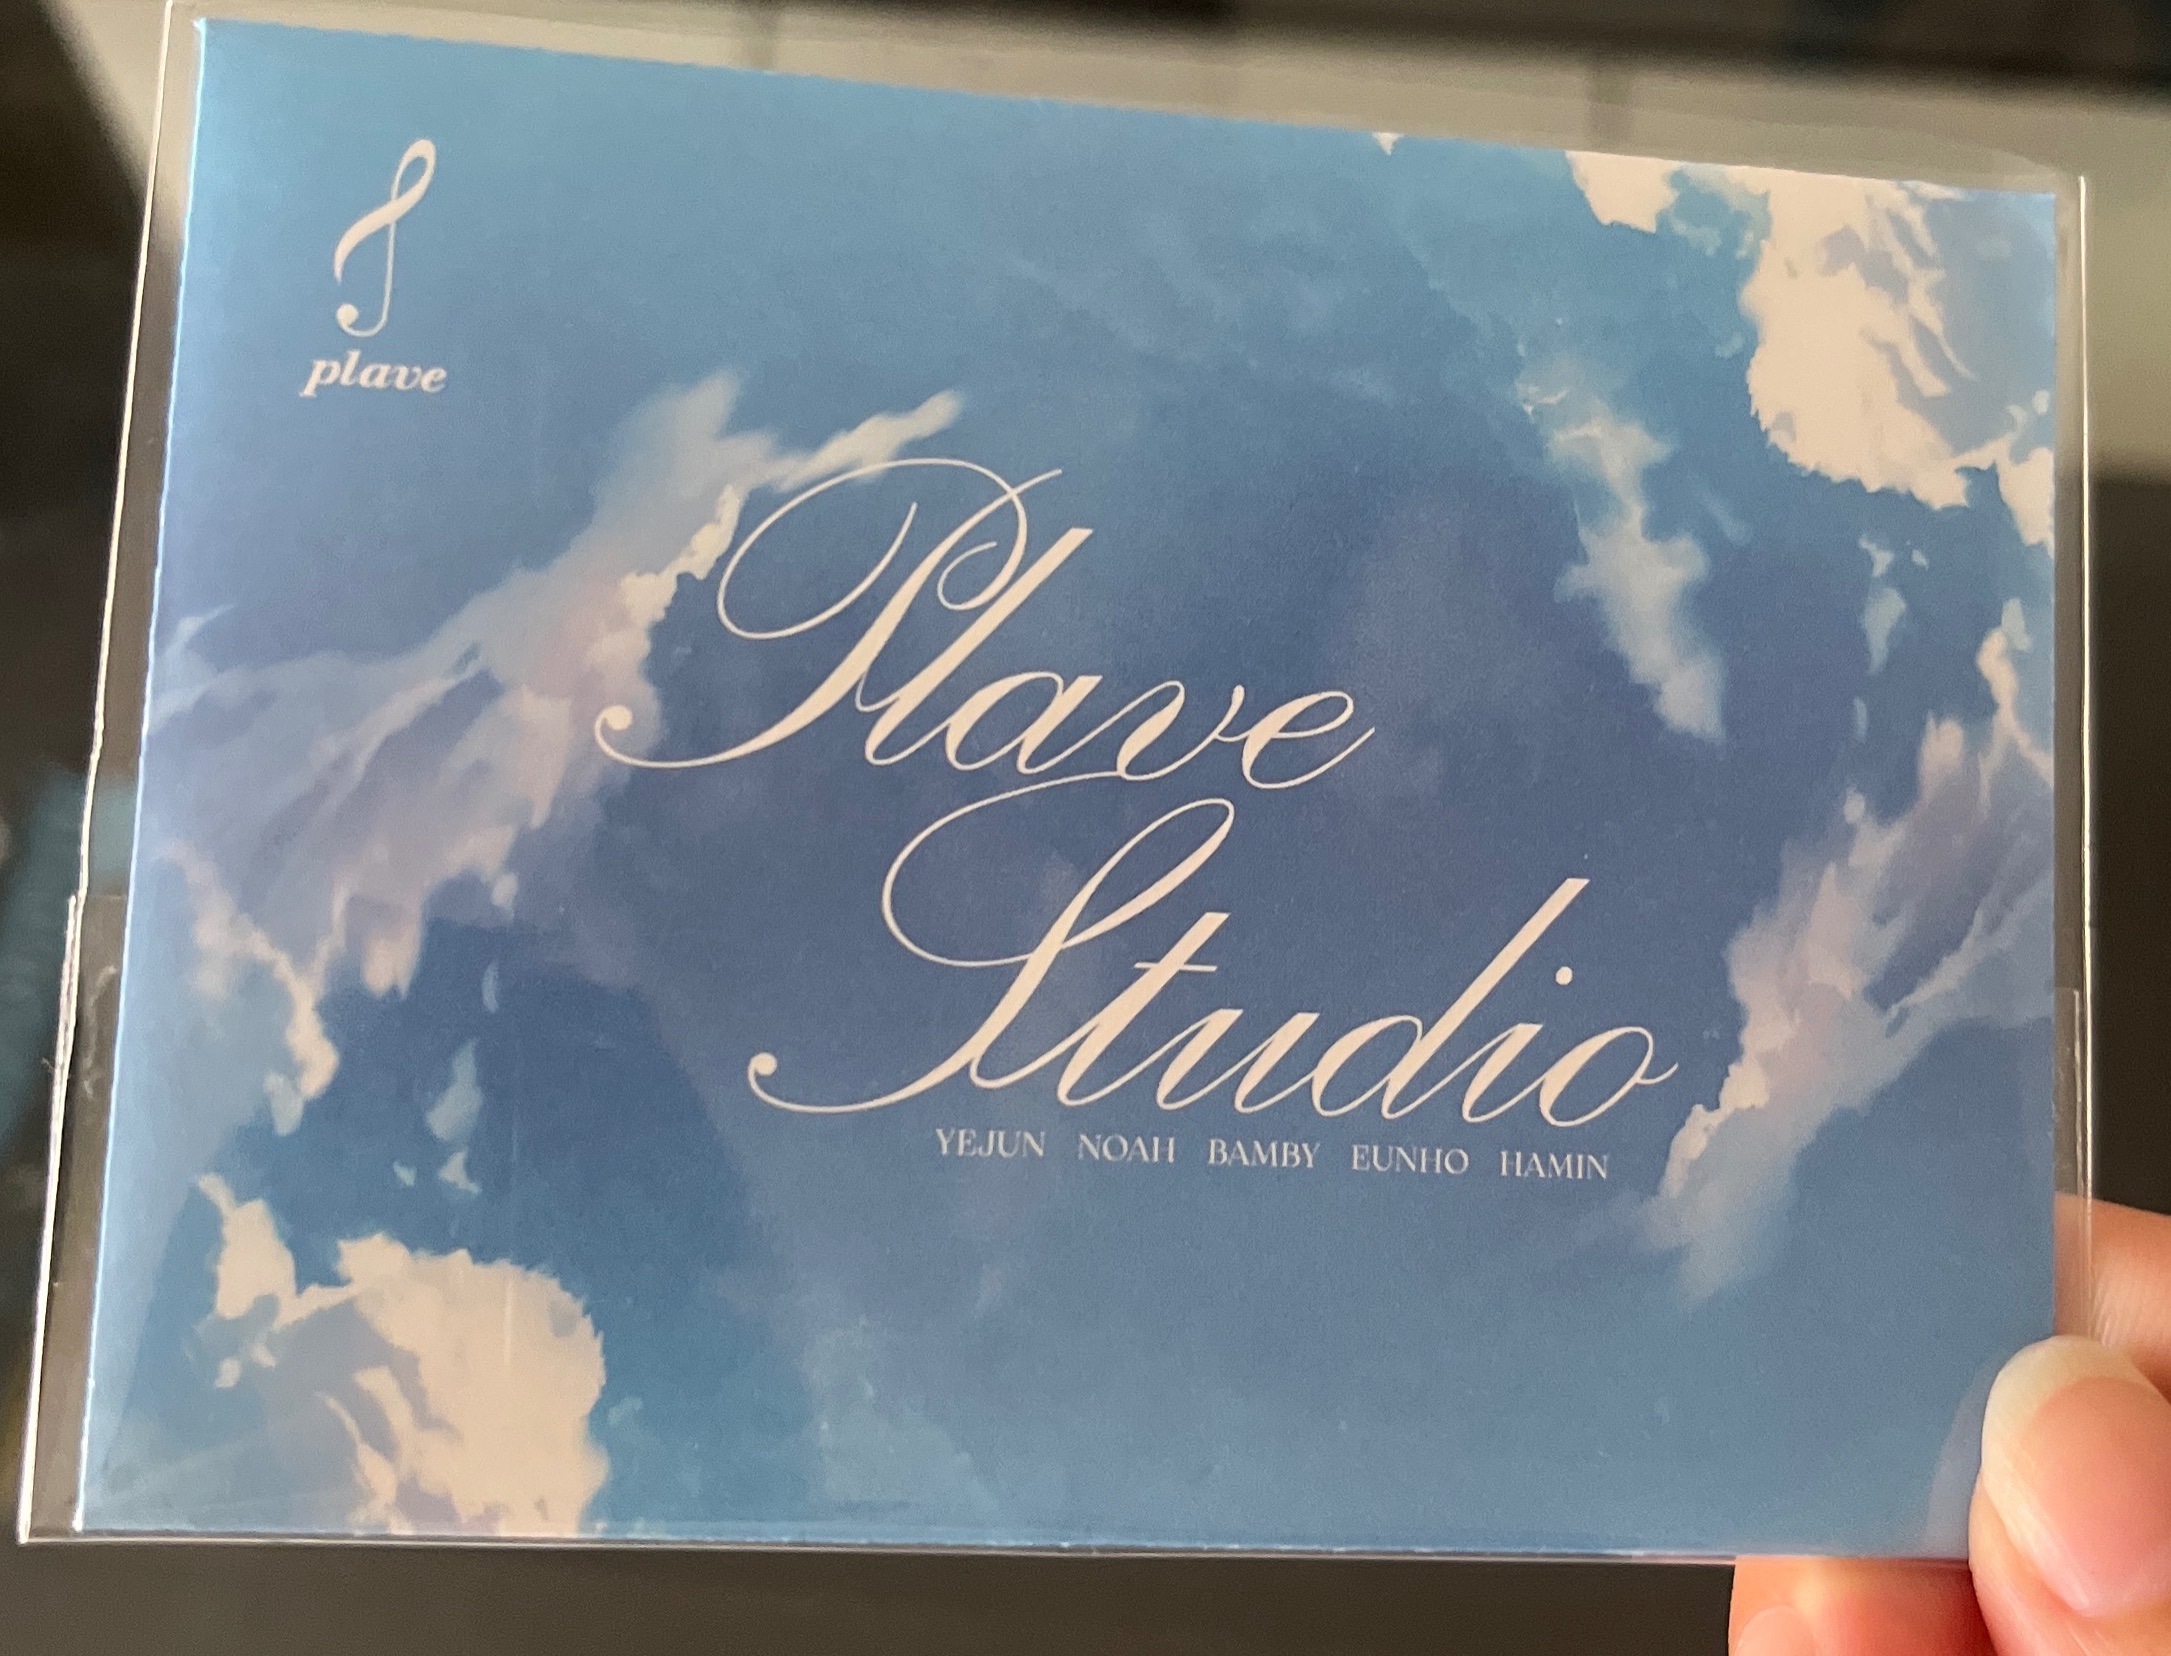 plave
Plave
Studio
YEJUN NOAH BAMBY EUNHO HAMIN